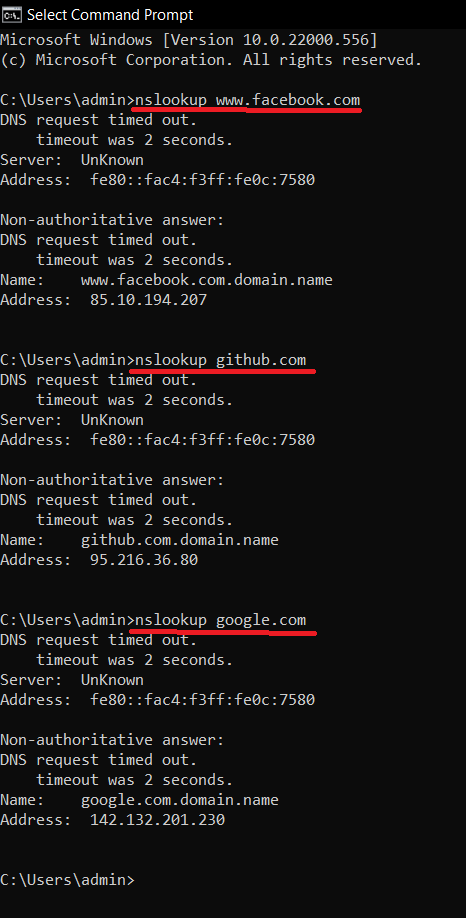 Select Command Prompt
Microsoft Windows [Version 10.0.22000.556]
(c) Microsoft Corporation. All rights reserved.
C:\Users\admin>nslookup www.facebook.com
DNS request timed out.
    timeout was 2 seconds.
Server:  UnKnown
Address:  fe80::fac4:f3ff:fe0c:7580
Non-authoritative answer:
DNS request timed out.
    timeout was 2 seconds.
Name:    www.facebook.com.domain.name
Address:  85.10.194.207
C:\Users\admin>nslookup github.com
DNS request timed out.
    timeout was 2 seconds.
Server:  UnKnown
Address:  fe80::fac4:f3ff:fe0c:7580
Non-authoritative answer:
DNS request timed out.
    timeout was 2 seconds.
Name:    github.com.domain.name
Address:  95.216.36.80
C:\Users\admin>nslookup google.com
DNS request timed out.
    timeout was 2 seconds.
Server:  UnKnown
Address:  fe80::fac4:f3ff:fe0c:7580
Non-authoritative answer:
DNS request timed out.
    timeout was 2 seconds.
Name:    google.com.domain.name
Address:  142.132.201.230
C:\Users\admin>